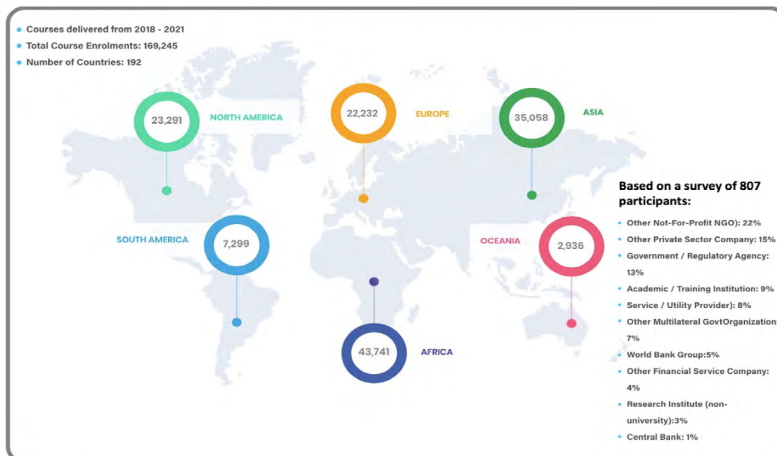 Courses delivered from 2018 - 2021
Total Course Enrolments: 169,245
Number of Countries: 192
23,291
NORTH AMERICA
22,232
EUROPE
35,058
ASIA
SOUTH AMERICA
7,299
OCEANIA
2,936
43,741
AFRICA
Based on a survey of 807
participants:
Other Not-For-Profit NGO): 22%
Other Private Sector Company: 15%
Government / Regulatory Agency:
13%
Academic / Training Institution: 9%
Service / Utility Provider): 8%
Other Multilateral GovtOrganization
7%
World Bank Group:5%
Other Financial Service Company:
4%
Research Institute (non-
university):3%
Central Bank: 1%